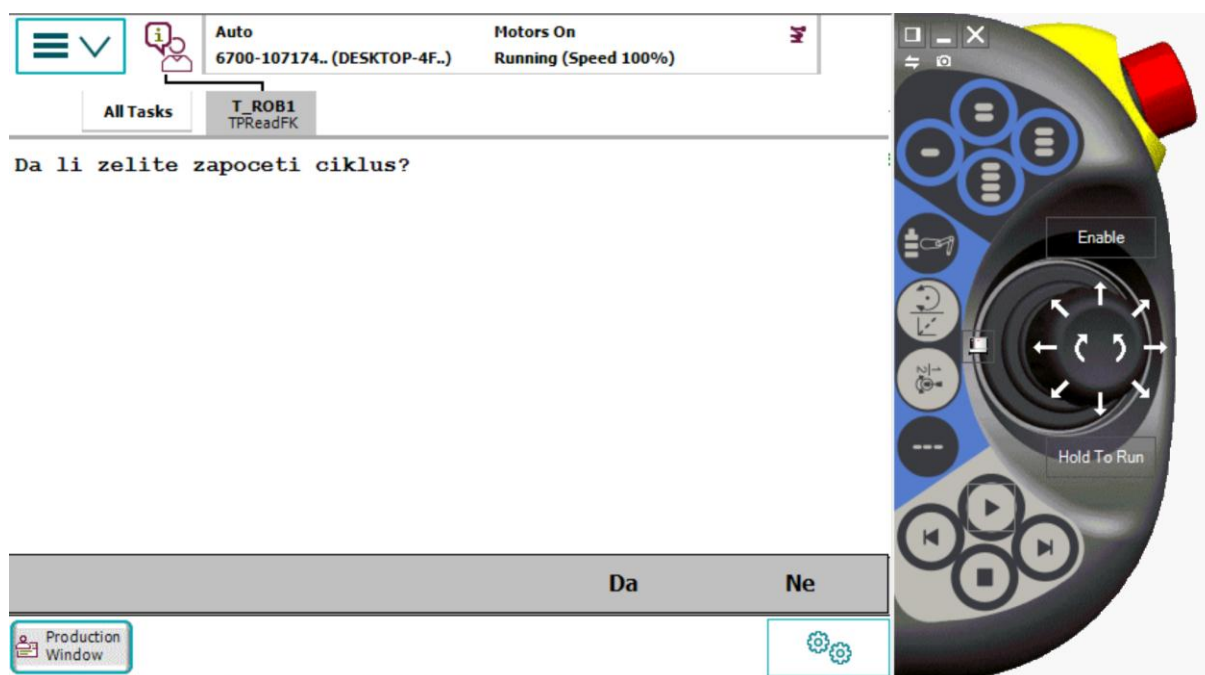 Auto
6700-107174.. (DESKTOP-4F..)
Motors On
Running (Speed 100%)
All Tasks
T_ROB1
TPReadFK
Da li zelite zapoceti ciklus?
Da
Ne
Production
Window
Enable
Hold To Run